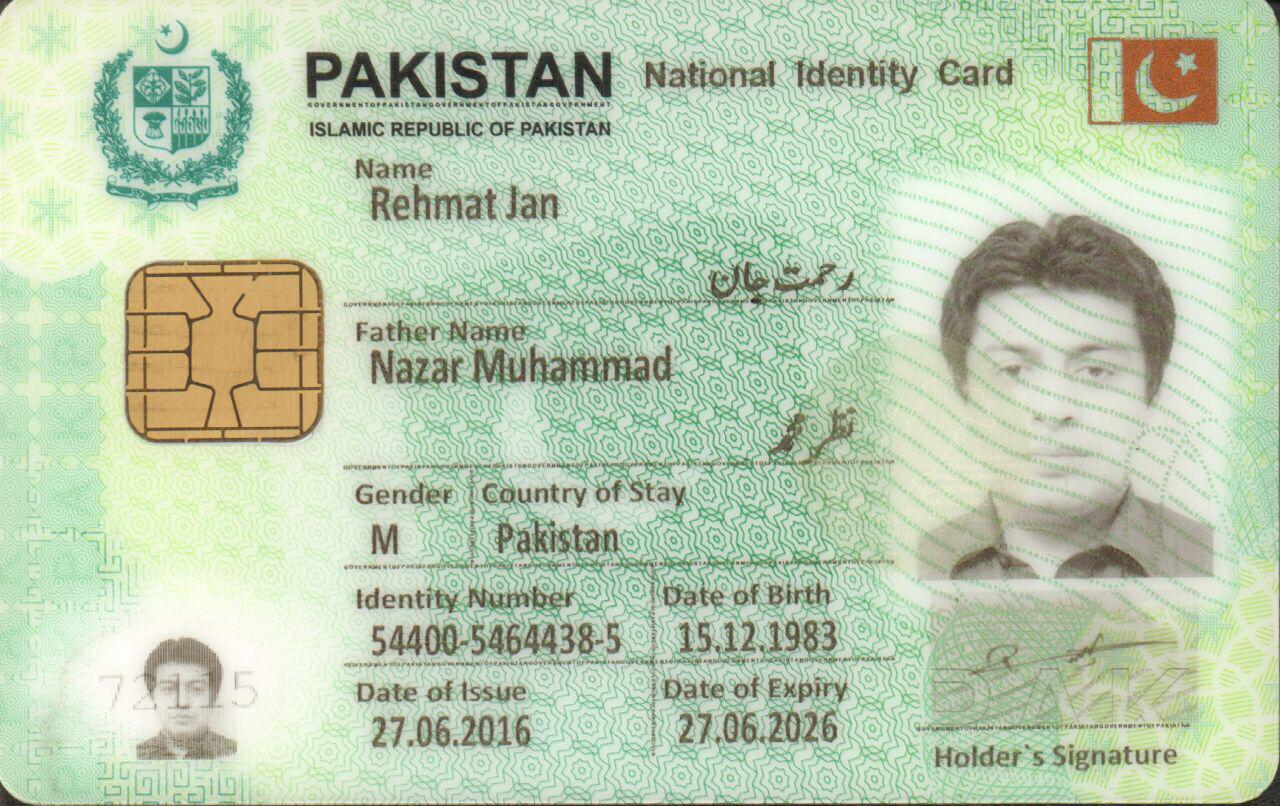 PAKISTAN National Identity Card
ISLAMIC REPUBLIC OF PAKISTAN
Name
Rehmat Jan
رحمت جان
Father Name
Nazar Muhammad
نظر محمد
Gender Country of Stay
M Pakistan
Identity Number Date of Birth
54400-5464438-5 15.12.1983
Date of Issue Date of Expiry
27.06.2016 27.06.2026
Holder`s Signature